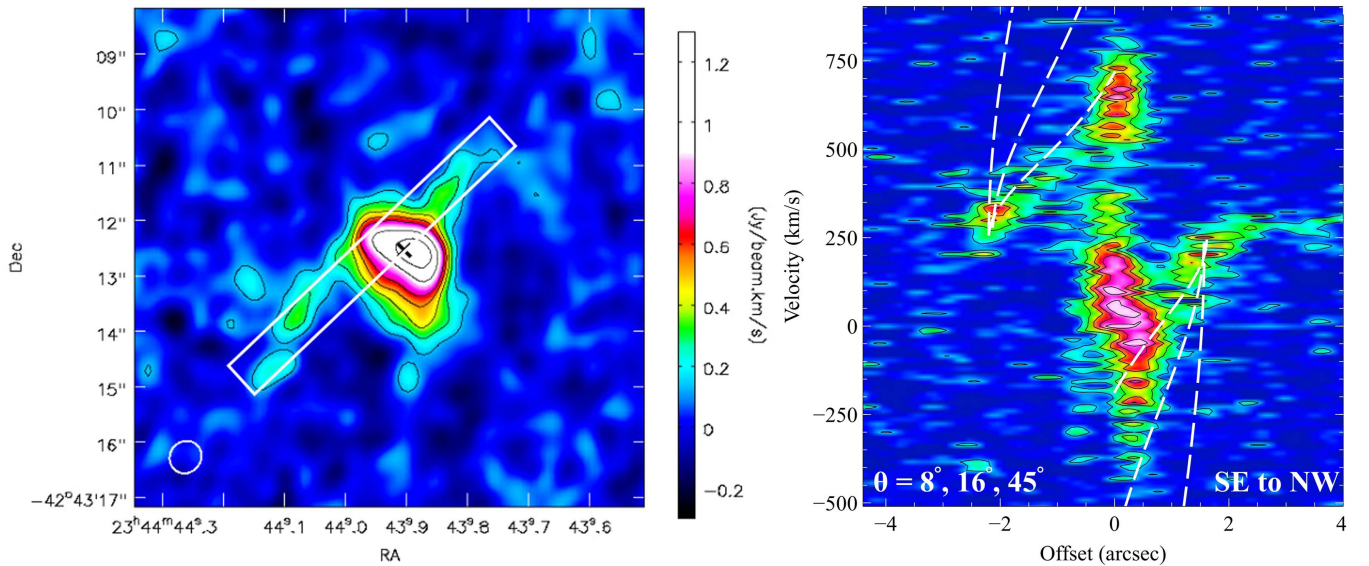 09"
10"
11"
12"
13"
14"
15"
16"
−42°43'17"
23ʰ44ᵐ44ˢ.3
44ˢ.1
44ˢ.0
43ˢ.9
43ˢ.8
43ˢ.7
43ˢ.6
Dec
RA
1.2
1
0.8
0.6
0.4
0.2
0
−0.2
(Jy/beam.km/s)
750
500
250
0
−250
−500
Velocity (km/s)
θ = 8°, 16°, 45°
SE to NW
−4
−2
0
2
4
Offset (arcsec)